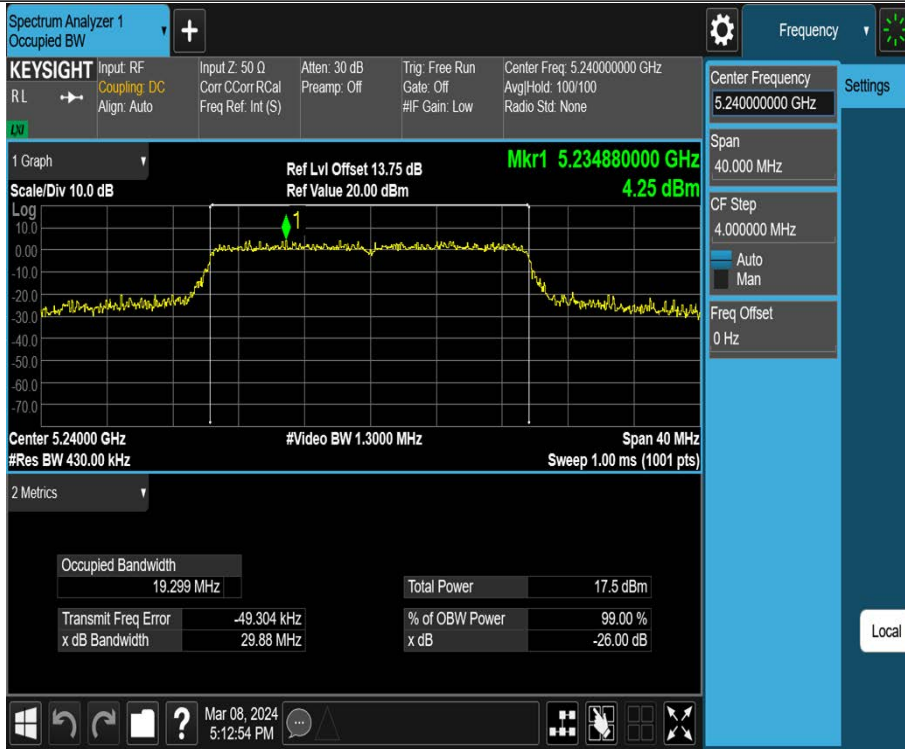 Spectrum Analyzer 1
Occupied BW
+
Frequency
KEYSIGHT
R L
LXI
Input: RF
Coupling: DC
Align: Auto
Input Z: 50 Ω
Corr CCorr RCal
Freq Ref: Int (S)
Atten: 30 dB
Preamp: Off
Trig: Free Run
Gate: Off
#IF Gain: Low
Center Freq: 5.240000000 GHz
Avg|Hold: 100/100
Radio Std: None
Center Frequency
5.240000000 GHz
Settings
Span
40.000 MHz
CF Step
4.000000 MHz
Auto
Man
Freq Offset
0 Hz
Local
1 Graph
Scale/Div 10.0 dB
Ref Lvl Offset 13.75 dB
Ref Value 20.00 dBm
Mkr1 5.234880000 GHz
4.25 dBm
Log
1
10.0
0.00
-10.0
-20.0
-30.0
-40.0
-50.0
-60.0
-70.0
Center 5.24000 GHz
#Video BW 1.3000 MHz
Span 40 MHz
#Res BW 430.00 kHz
Sweep 1.00 ms (1001 pts)
2 Metrics
Occupied Bandwidth
19.299 MHz
Total Power 17.5 dBm
Transmit Freq Error -49.304 kHz
% of OBW Power 99.00 %
x dB Bandwidth 29.88 MHz
x dB -26.00 dB
?
Mar 08, 2024
5:12:54 PM